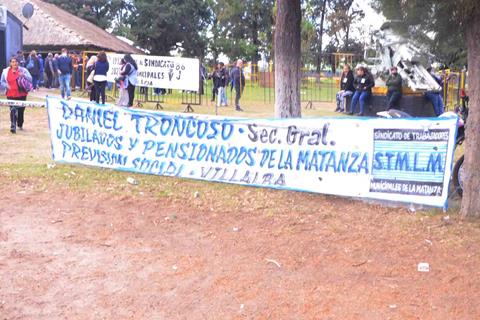 SINDICATO
MUNICIPALES Y J
DANIEL TRONCOSO - Sec. Gral.
JUBILADOS Y PENSIONADOS DE LA MATANZA
PREVISION SOCIAL - VILLALBA
SINDICATO DE TRABAJADORES
S.T.M.L.M
MUNICIPALES DE LA MATANZA